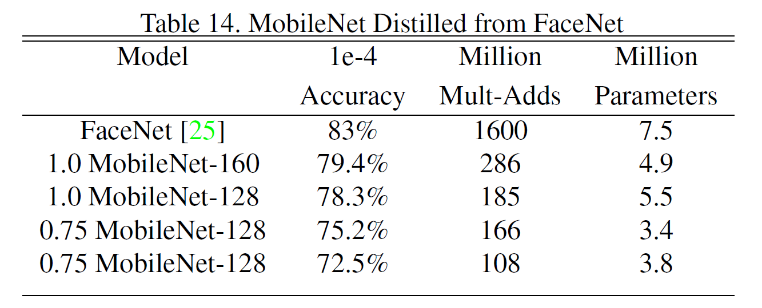 Table 14. MobileNet Distilled from FaceNet
Model 1e-4 Million Million
Accuracy Mult-Adds Parameters
FaceNet [25] 83% 1600 7.5
1.0 MobileNet-160 79.4% 286 4.9
1.0 MobileNet-128 78.3% 185 5.5
0.75 MobileNet-128 75.2% 166 3.4
0.75 MobileNet-128 72.5% 108 3.8